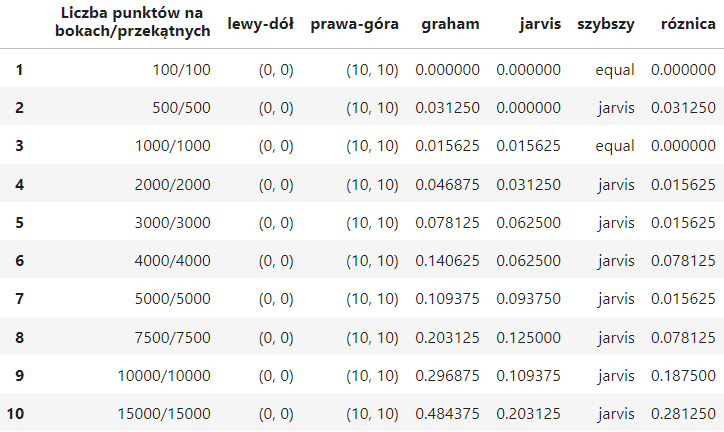 Liczba punktów na bokach/przekątnych lewy-dół prawa-góra graham jarvis szybszy róznica
1 100/100 (0, 0) (10, 10) 0.000000 0.000000 equal 0.000000
2 500/500 (0, 0) (10, 10) 0.031250 0.000000 jarvis 0.031250
3 1000/1000 (0, 0) (10, 10) 0.015625 0.015625 equal 0.000000
4 2000/2000 (0, 0) (10, 10) 0.046875 0.031250 jarvis 0.015625
5 3000/3000 (0, 0) (10, 10) 0.078125 0.062500 jarvis 0.015625
6 4000/4000 (0, 0) (10, 10) 0.140625 0.062500 jarvis 0.078125
7 5000/5000 (0, 0) (10, 10) 0.109375 0.093750 jarvis 0.015625
8 7500/7500 (0, 0) (10, 10) 0.203125 0.125000 jarvis 0.078125
9 10000/10000 (0, 0) (10, 10) 0.296875 0.109375 jarvis 0.187500
10 15000/15000 (0, 0) (10, 10) 0.484375 0.203125 jarvis 0.281250